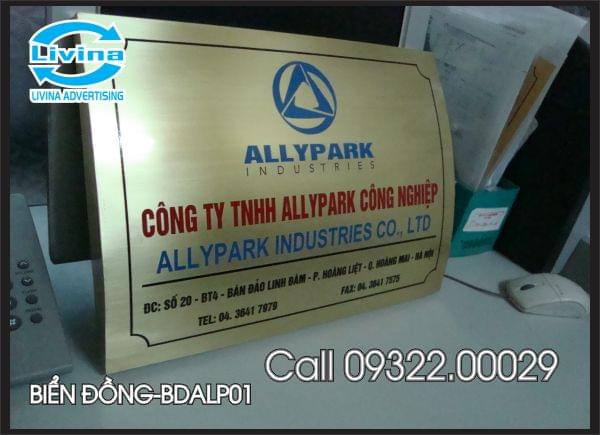 Livina
LIVINA ADVERTISING
ALLYPARK
INDUSTRIES
CÔNG TY TNHH ALLYPARK CÔNG NGHIỆP
ALLYPARK INDUSTRIES CO., LTD
ĐC: SỐ 20 - BT4 - BÁN ĐẢO LINH ĐÀM - P. HOÀNG LIỆT - Q. HOÀNG MAI - HÀ NỘI
TEL: 04. 3641 7979 FAX: 04. 3641 7575
Call 09322.00029
BIỂN ĐỒNG-BDALP01